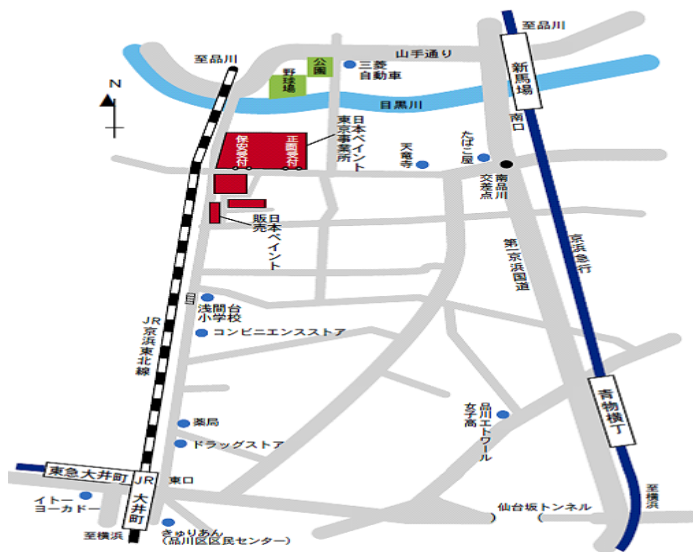 至品川
至品川
山手通り
公園
野球場
三菱
自動車
新馬場
N
目黒川
南口
保安受付
正面受付
日本ペイント
東京事業所
天竜寺
たばこ屋
南品川
交差点
日本ペイント
販売
第一京浜国道
京浜急行
浅間台
小学校
JR京浜東北線
コンビニエンスストア
品川エトワール
女子高
青物横丁
薬局
ドラッグストア
東急大井町
JR大井町
東口
至横浜
イトー
ヨーカドー
仙台坂トンネル
至横浜
きゅりあん
(品川区区民センター)